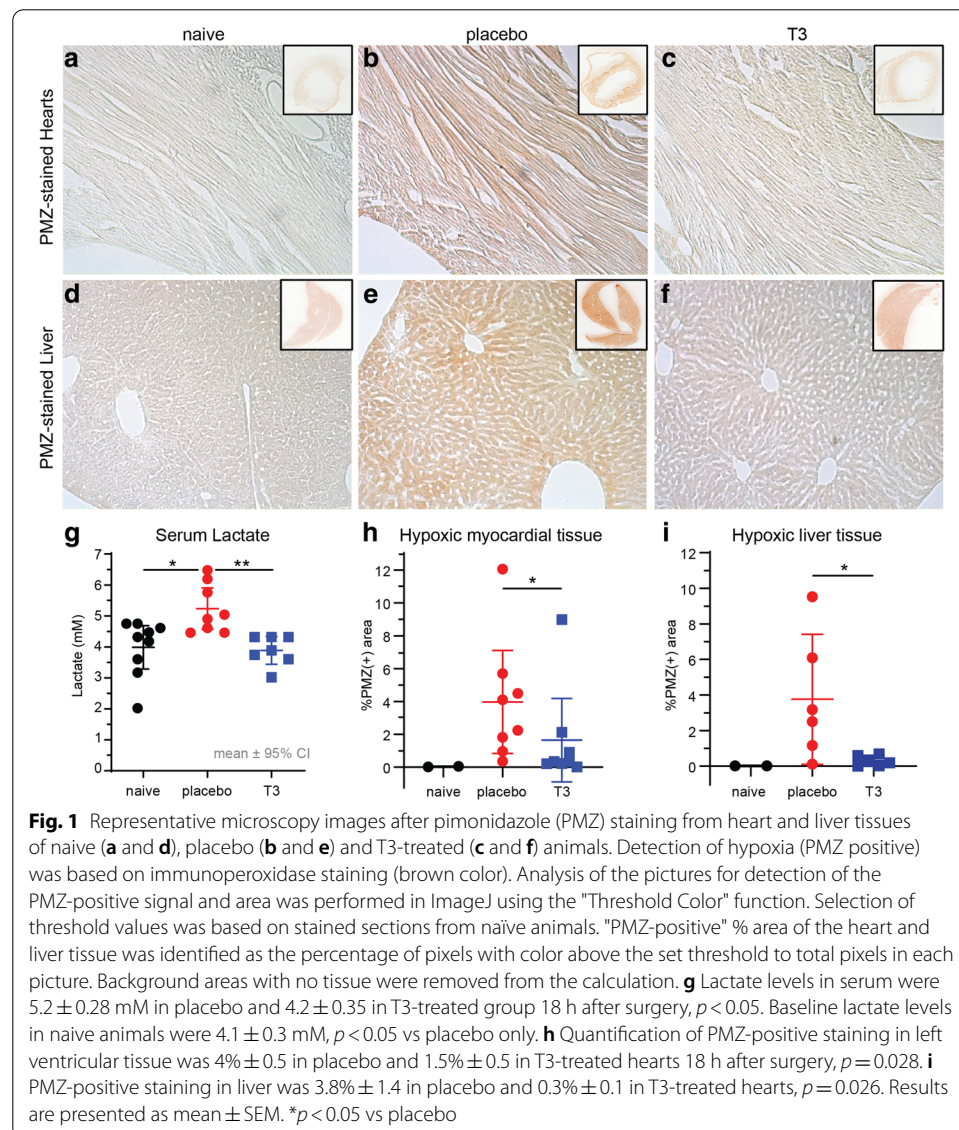 naive placebo T3
a b c
PMZ-stained Hearts
d e f
PMZ-stained Liver
g Serum Lactate
* **
7
6
5
4
3
2
1
0
Lactate (mM)
mean ± 95% CI
naive placebo T3
h Hypoxic myocardial tissue
*
12
10
8
6
4
2
0
%PMZ(+) area
naive placebo T3
i Hypoxic liver tissue
*
12
10
8
6
4
2
0
%PMZ(+) area
naive placebo T3
Fig. 1 Representative microscopy images after pimonidazole (PMZ) staining from heart and liver tissues
of naive (a and d), placebo (b and e) and T3-treated (c and f) animals. Detection of hypoxia (PMZ positive)
was based on immunoperoxidase staining (brown color). Analysis of the pictures for detection of the
PMZ-positive signal and area was performed in ImageJ using the "Threshold Color" function. Selection of
threshold values was based on stained sections from naïve animals. "PMZ-positive" % area of the heart and
liver tissue was identified as the percentage of pixels with color above the set threshold to total pixels in each
picture. Background areas with no tissue were removed from the calculation. g Lactate levels in serum were
5.2 ± 0.28 mM in placebo and 4.2 ± 0.35 in T3-treated group 18 h after surgery, p < 0.05. Baseline lactate levels
in naive animals were 4.1 ± 0.3 mM, p < 0.05 vs placebo only. h Quantification of PMZ-positive staining in left
ventricular tissue was 4% ± 0.5 in placebo and 1.5% ± 0.5 in T3-treated hearts 18 h after surgery, p = 0.028. i
PMZ-positive staining in liver was 3.8% ± 1.4 in placebo and 0.3% ± 0.1 in T3-treated hearts, p = 0.026. Results
are presented as mean ± SEM. *p < 0.05 vs placebo